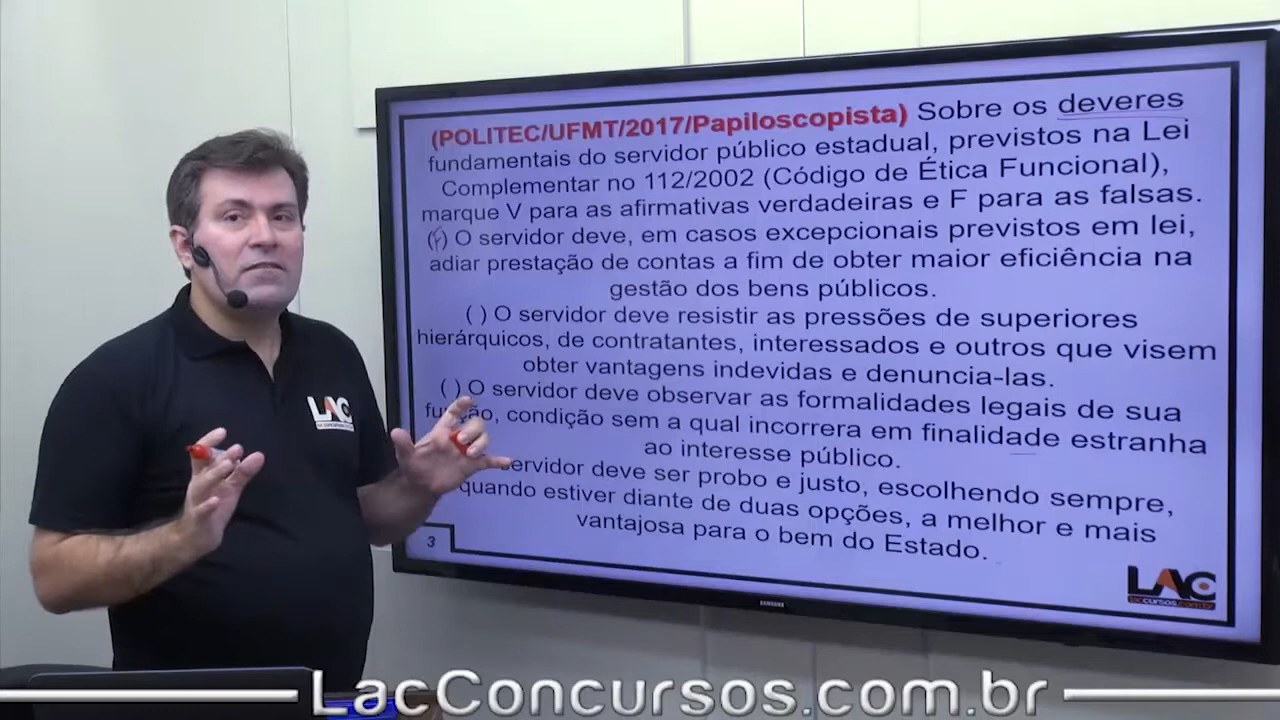 (POLITEC/UFMT/2017/Papiloscopista) Sobre os deveres
fundamentais do servidor público estadual, previstos na Lei
Complementar no 112/2002 (Código de Ética Funcional),
marque V para as afirmativas verdadeiras e F para as falsas.
(F) O servidor deve, em casos excepcionais previstos em lei,
adiar prestação de contas a fim de obter maior eficiência na
gestão dos bens públicos.
( ) O servidor deve resistir as pressões de superiores
hierárquicos, de contratantes, interessados e outros que visem
obter vantagens indevidas e denuncia-las.
( ) O servidor deve observar as formalidades legais de sua
função, condição sem a qual incorrera em finalidade estranha
ao interesse público.
servidor deve ser probo e justo, escolhendo sempre,
quando estiver diante de duas opções, a melhor e mais
vantajosa para o bem do Estado.
3
LAC
laccursos.com.br
SAMSUNG
LAC
LacConcursos.com.br